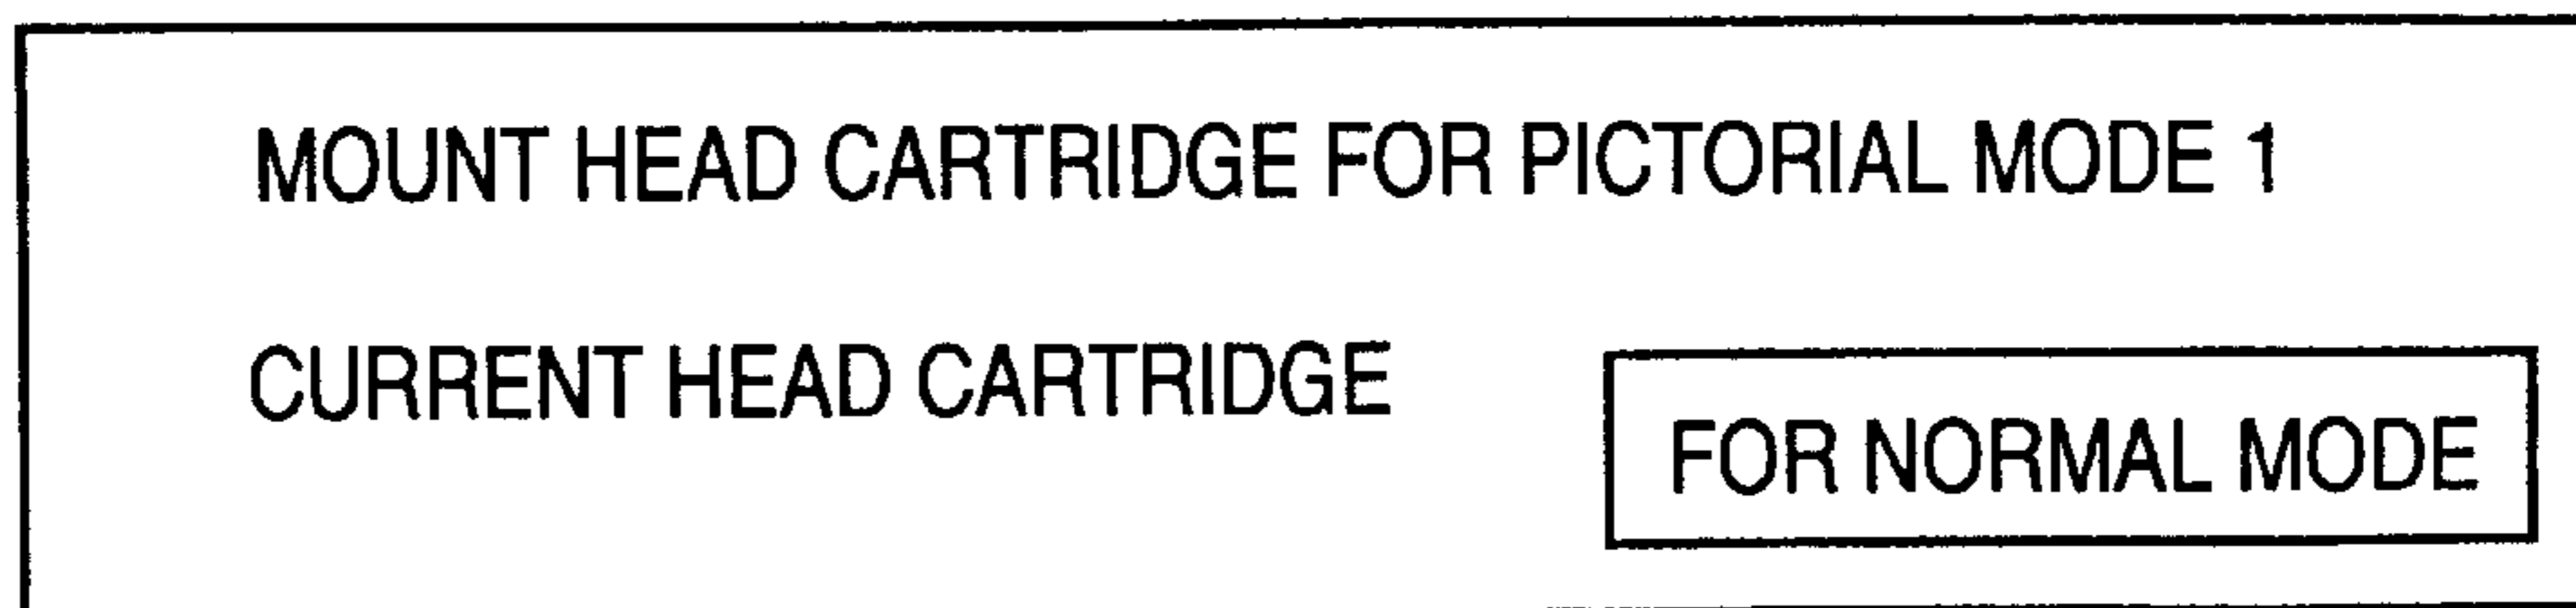 MOUNT HEAD CARTRIDGE FOR PICTORIAL MODE 1
CURRENT HEAD CARTRIDGE
FOR NORMAL MODE